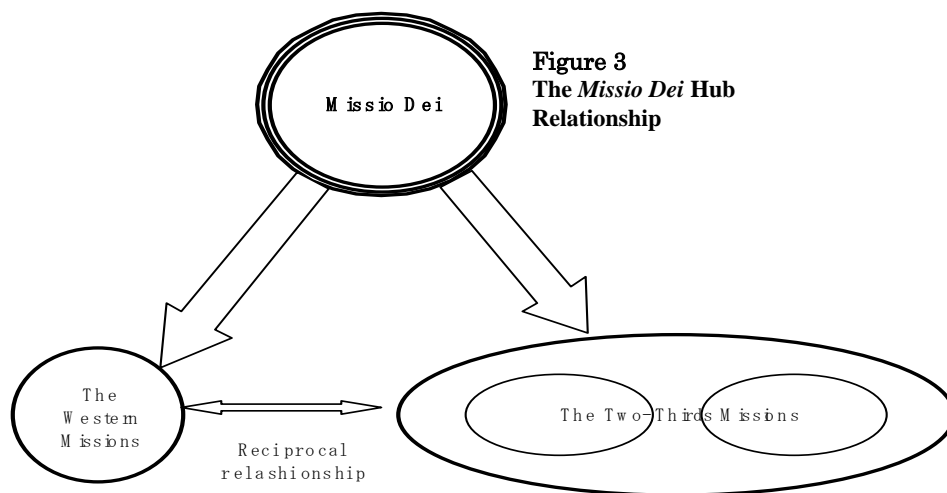 Missio Dei
Figure 3
The Missio Dei Hub
Relationship
The
Western
Missions
The Two-Thirds Missions
Reciprocal
relashionship